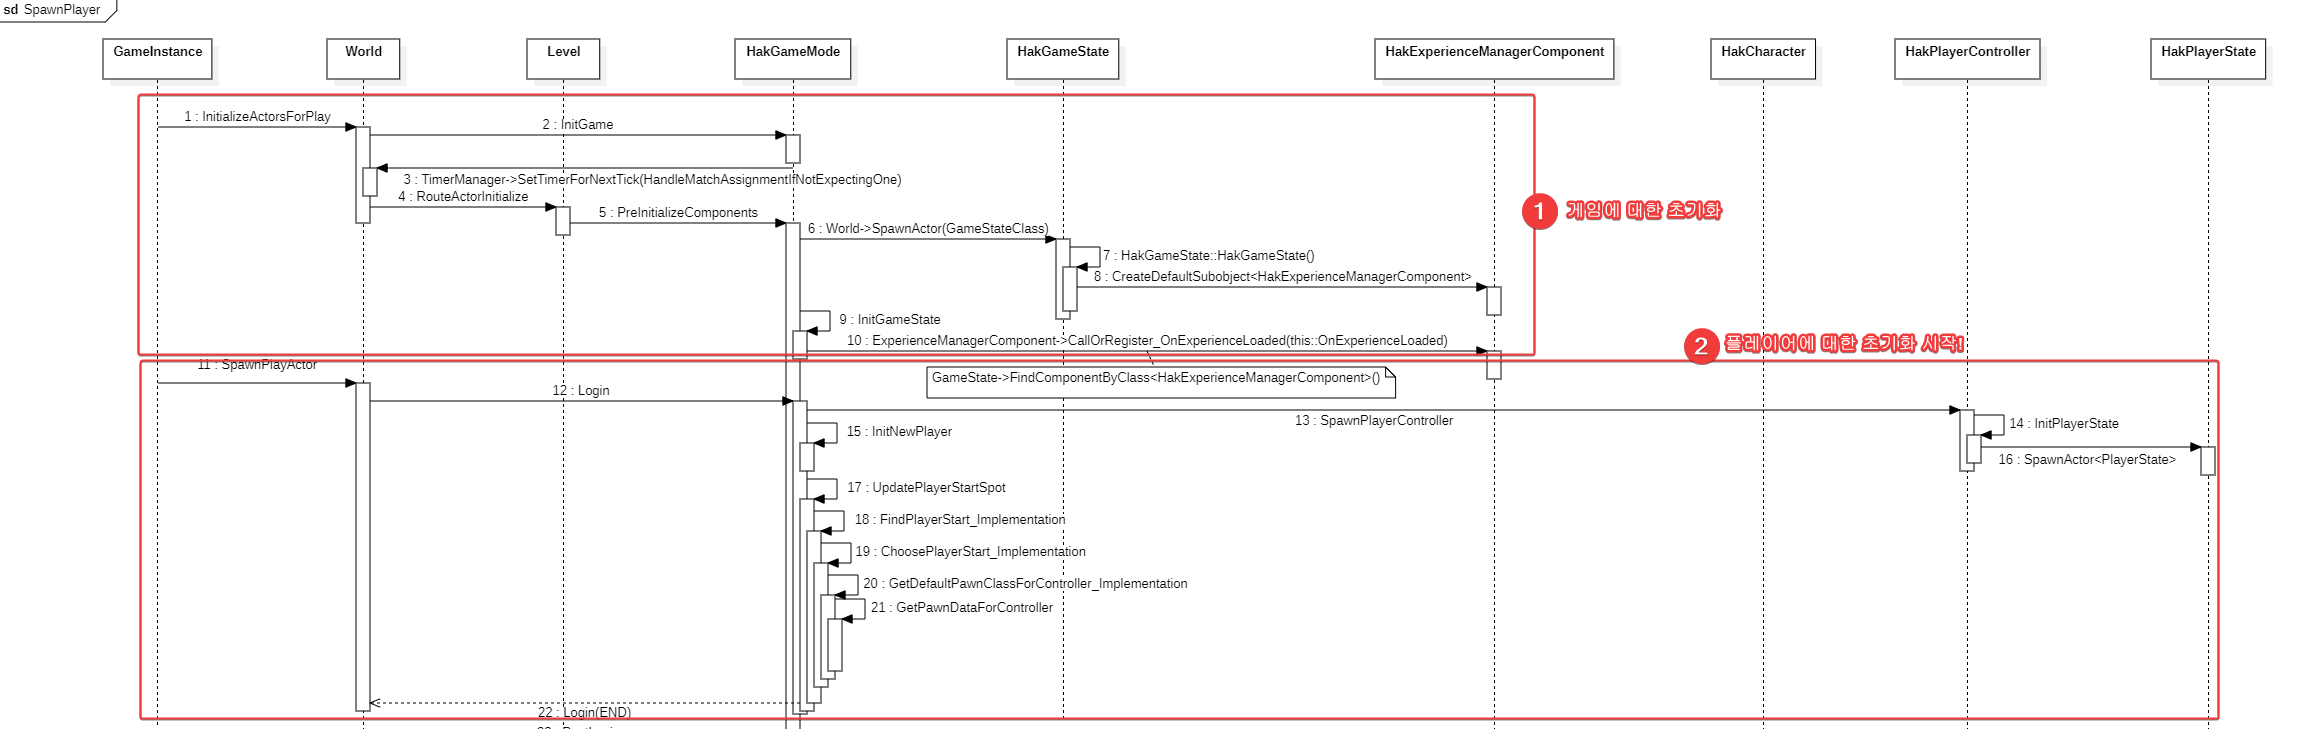 sd SpawnPlayer
GameInstance
World
Level
HakGameMode
HakGameState
HakExperienceManagerComponent
HakCharacter
HakPlayerController
HakPlayerState
1 : InitializeActorsForPlay
2 : InitGame
3 : TimerManager->SetTimerForNextTick(HandleMatchAssignmentIfNotExpectingOne)
4 : RouteActorInitialize
5 : PreInitializeComponents
1 게임에 대한 초기화
6 : World->SpawnActor(GameStateClass)
7 : HakGameState::HakGameState()
8 : CreateDefaultSubobject<HakExperienceManagerComponent>
9 : InitGameState
10 : ExperienceManagerComponent->CallOrRegister_OnExperienceLoaded(this::OnExperienceLoaded)
2 플레이어에 대한 초기화 시작!
11 : SpawnPlayActor
GameState->FindComponentByClass<HakExperienceManagerComponent>()
12 : Login
13 : SpawnPlayerController
14 : InitPlayerState
15 : InitNewPlayer
16 : SpawnActor<PlayerState>
17 : UpdatePlayerStartSpot
18 : FindPlayerStart_Implementation
19 : ChoosePlayerStart_Implementation
20 : GetDefaultPawnClassForController_Implementation
21 : GetPawnDataForController
22 : Login(END)